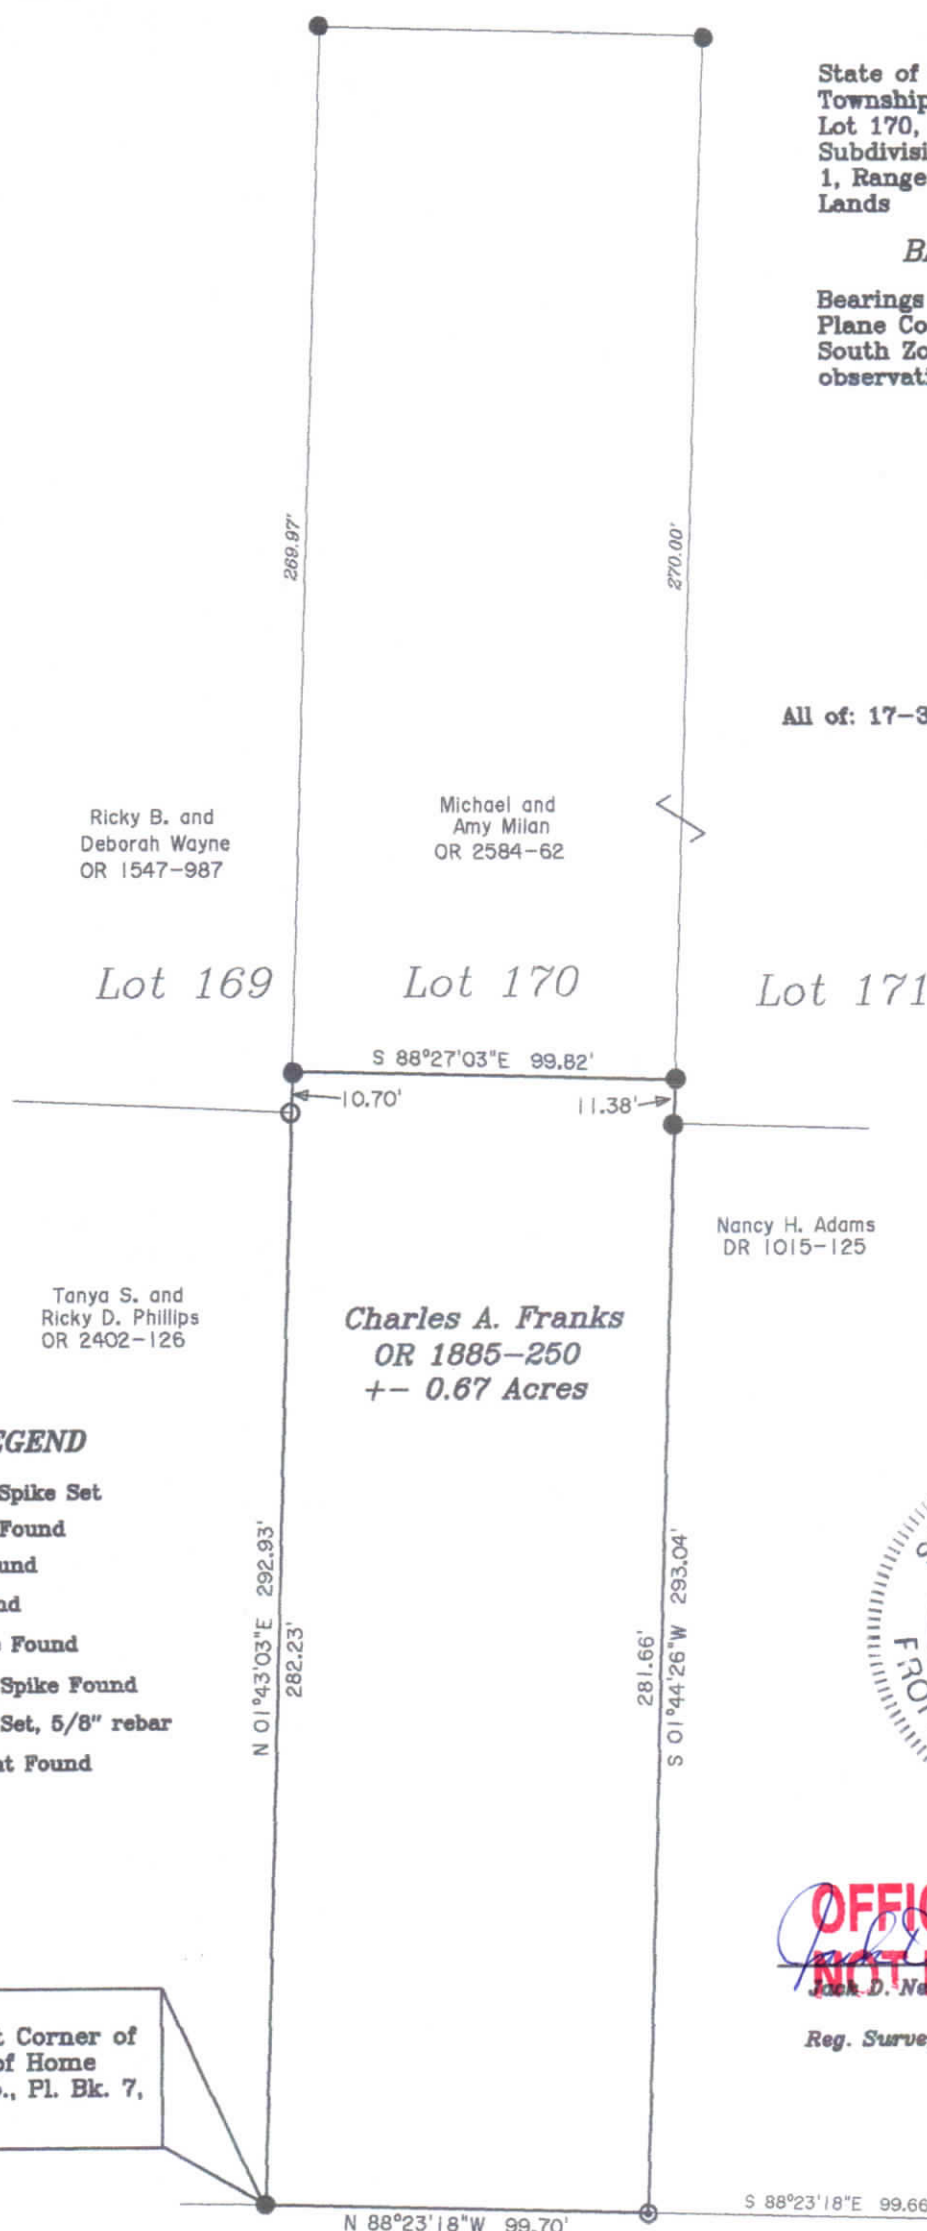 State of
Township
Lot 170,
Subdivisi
1, Range
Lands
Bearings
Plane Co
South Zo
observati
269.97'
270.00'
All of: 17-3
Ricky B. and
Deborah Wayne
OR 1547-987
Michael and
Amy Milan
OR 2584-62
Lot 169
Lot 170
Lot 171
S 88°27'03"E 99.82'
10.70'
11.38'
Nancy H. Adams
DR 1015-125
Tanya S. and
Ricky D. Phillips
OR 2402-126
Charles A. Franks
OR 1885-250
+- 0.67 Acres
EGEND
Spike Set
Found
und
nd
Found
Spike Found
Set, 5/8" rebar
nt Found
N 01°43'03"E 292.93'
282.23'
281.66'
S 01°44'26"W 293.04'
FRO
OFFIC
NOT
Jack D. Ne
Reg. Surve
t Corner of
of Home
., Pl. Bk. 7,
S 88°23'18"E 99.66
N 88°23'18"W 99.70'